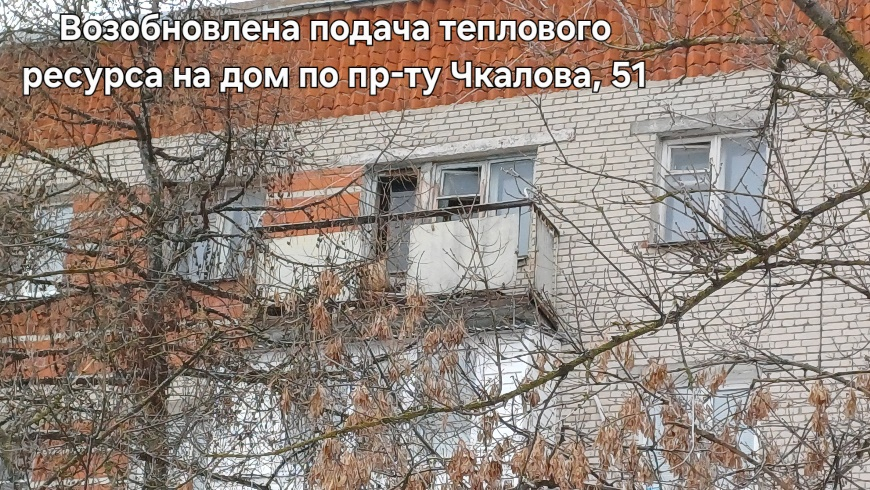 Возобновлена подача теплового
ресурса на дом по пр-ту Чкалова, 51